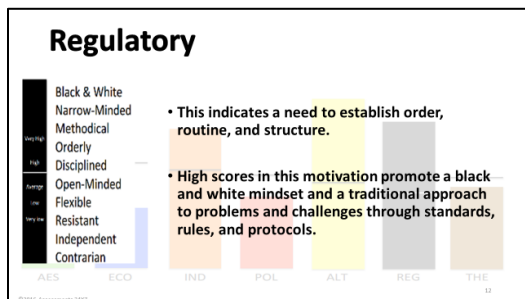 Regulatory
Black & White
Narrow-Minded
Methodical
Orderly
Disciplined
Open-Minded
Flexible
Resistant
Independent
Contrarian
Very High
High
Average
Low
Very low
• This indicates a need to establish order,
routine, and structure.
• High scores in this motivation promote a black
and white mindset and a traditional approach
to problems and challenges through standards,
rules, and protocols.
AES ECO IND POL ALT REG THE
12